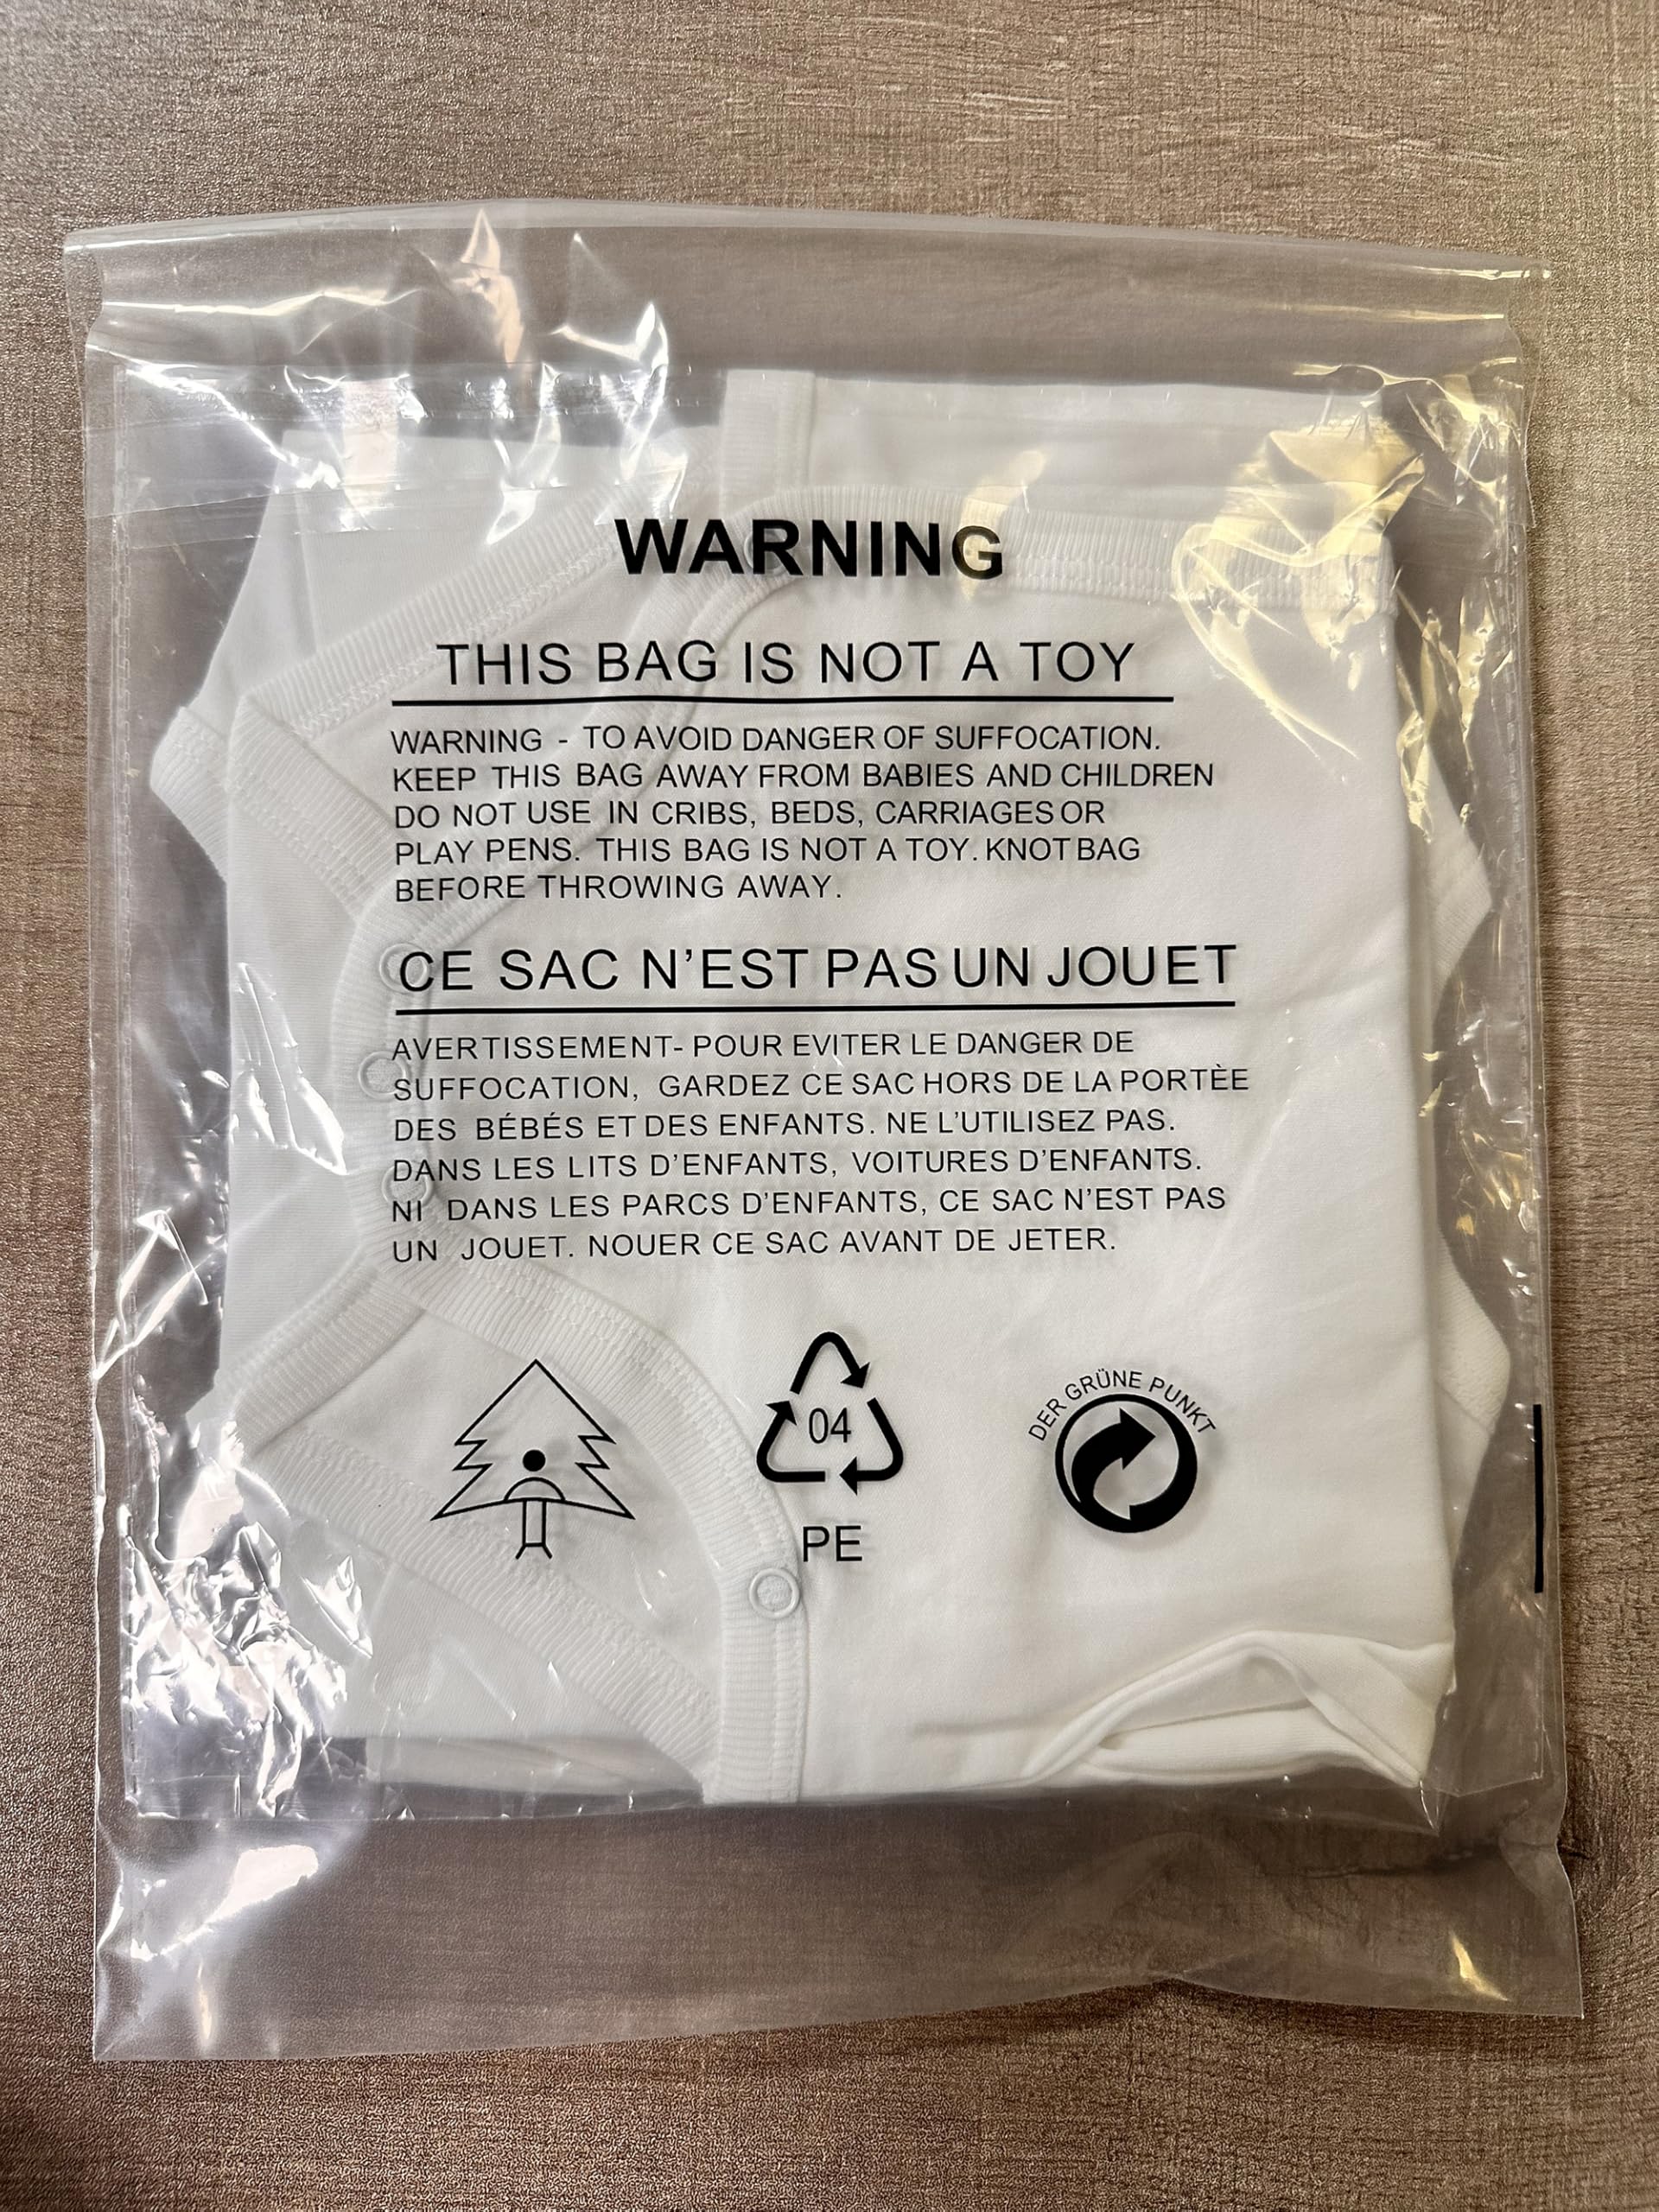 WARNING
THIS BAG IS NOT A TOY
WARNING - TO AVOID DANGER OF SUFFOCATION.
KEEP THIS BAG AWAY FROM BABIES AND CHILDREN
DO NOT USE IN CRIBS, BEDS, CARRIAGES OR
PLAY PENS. THIS BAG IS NOT A TOY. KNOT BAG
BEFORE THROWING AWAY.
CE SAC N'EST PAS UN JOUET
AVERTISSEMENT- POUR EVITER LE DANGER DE
SUFFOCATION, GARDEZ CE SAC HORS DE LA PORTÈE
DES BÉBÉS ET DES ENFANTS. NE L'UTILISEZ PAS.
DANS LES LITS D'ENFANTS, VOITURES D'ENFANTS.
NI DANS LES PARCS D'ENFANTS, CE SAC N'EST PAS
UN JOUET. NOUER CE SAC AVANT DE JETER.
04
PE
DER GRÜNE PUNKT